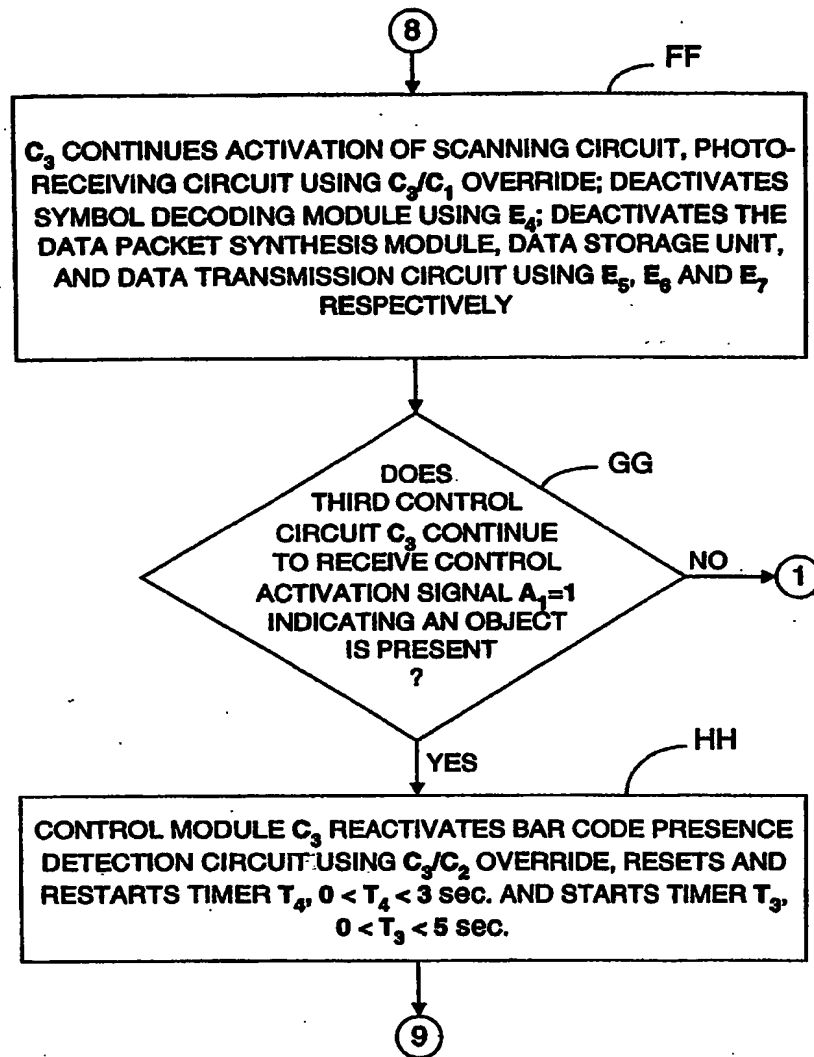 8
FF
C₃ CONTINUES ACTIVATION OF SCANNING CIRCUIT, PHOTO-
RECEIVING CIRCUIT USING C₃/C₁ OVERRIDE; DEACTIVATES
SYMBOL DECODING MODULE USING E₄; DEACTIVATES THE
DATA PACKET SYNTHESIS MODULE, DATA STORAGE UNIT,
AND DATA TRANSMISSION CIRCUIT USING E₅, E₆ AND E₇
RESPECTIVELY
GG
DOES
THIRD CONTROL
CIRCUIT C₃ CONTINUE
TO RECEIVE CONTROL
ACTIVATION SIGNAL A₁=1
INDICATING AN OBJECT
IS PRESENT
?
NO
1
YES
HH
CONTROL MODULE C₃ REACTIVATES BAR CODE PRESENCE
DETECTION CIRCUIT USING C₃/C₂ OVERRIDE, RESETS AND
RESTARTS TIMER T₄, 0 < T₄ < 3 sec. AND STARTS TIMER T₃,
0 < T₃ < 5 sec.
9